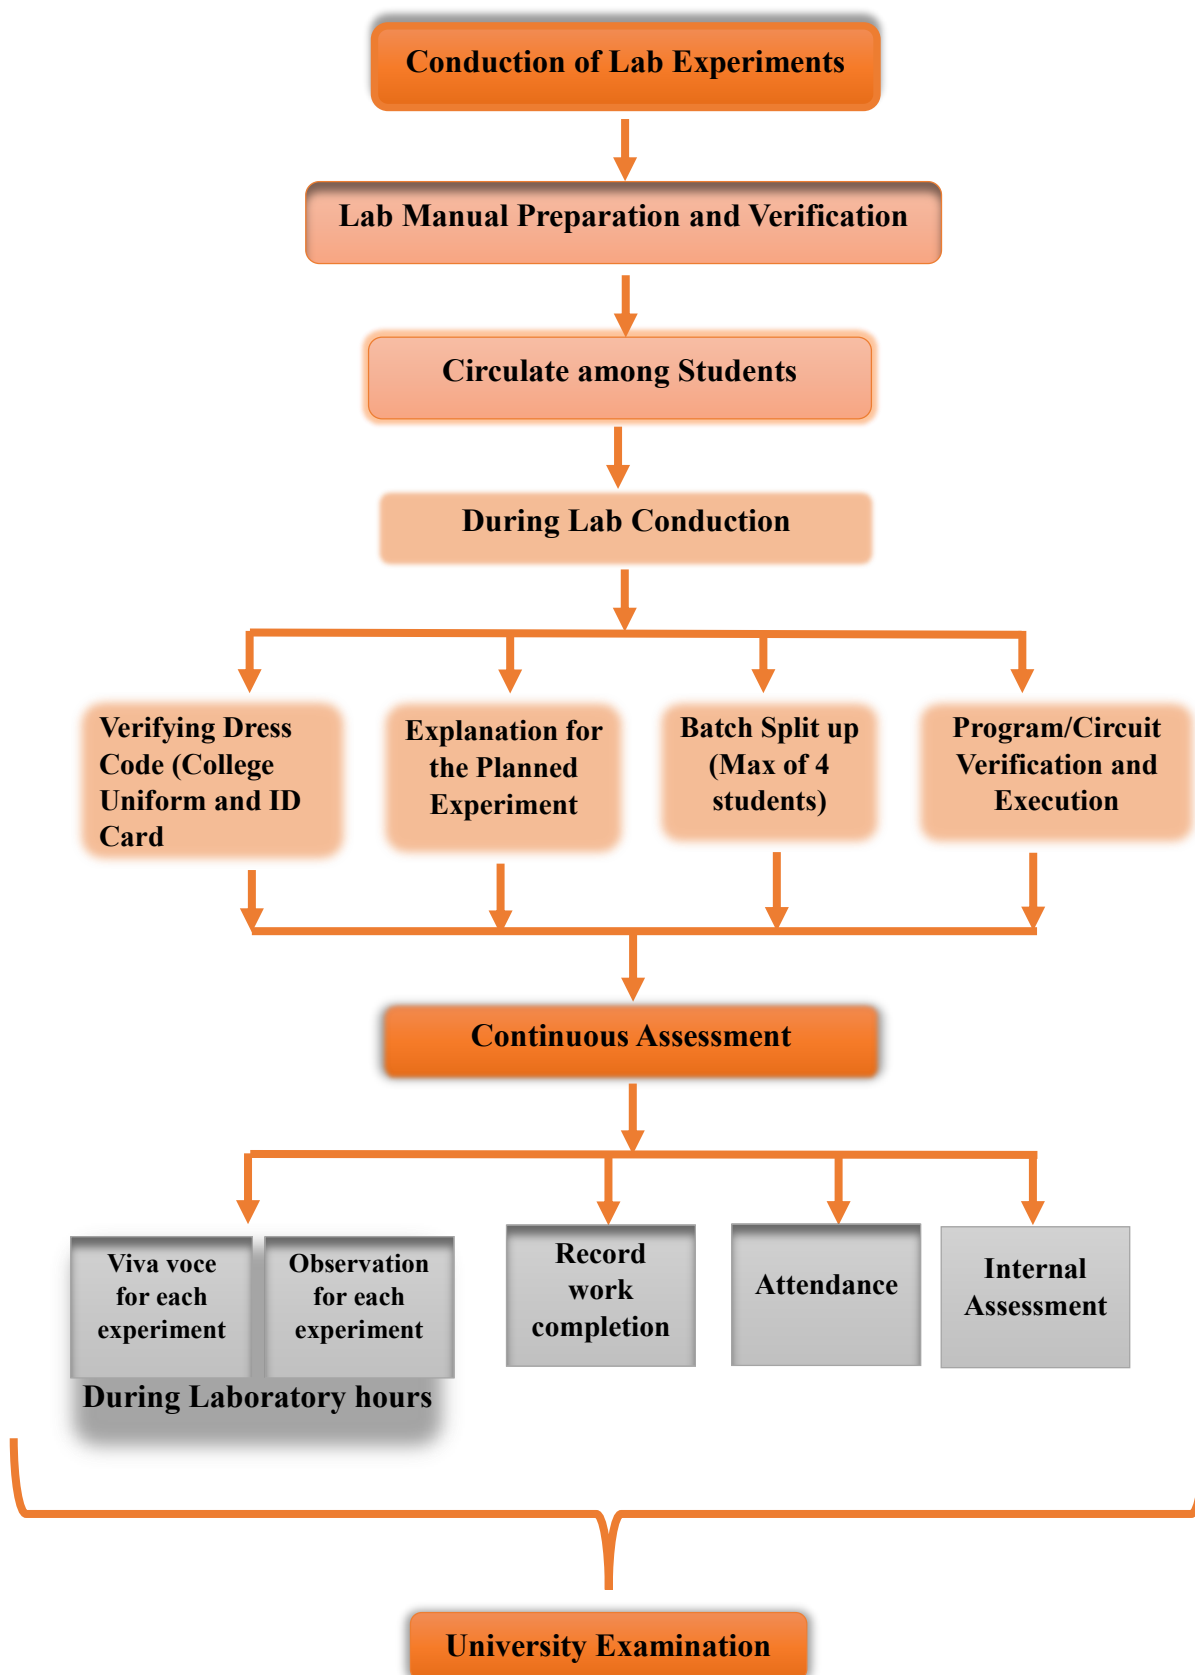 Conduction of Lab Experiments
Lab Manual Preparation and Verification
Circulate among Students
During Lab Conduction
Verifying Dress
Code (College
Uniform and ID
Card
Explanation for
the Planned
Experiment
Batch Split up
(Max of 4
students)
Program/Circuit
Verification and
Execution
Continuous Assessment
Viva voce
for each
experiment
Observation
for each
experiment
During Laboratory hours
Record
work
completion
Attendance
Internal
Assessment
University Examination